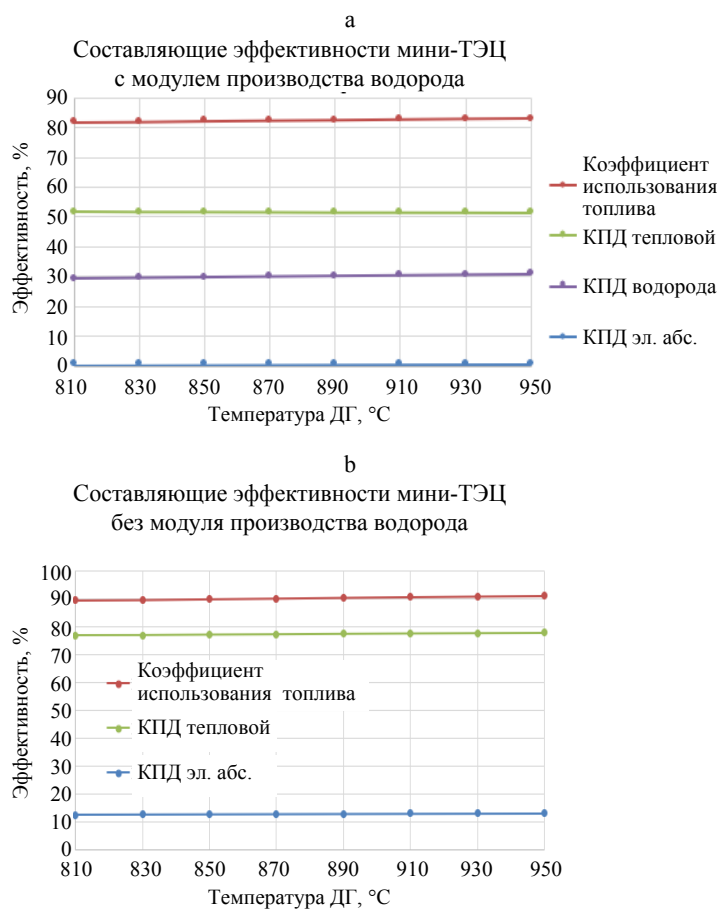 a
Составляющие эффективности мини-ТЭЦ
с модулем производства водорода
90
80
70
60
50
40
30
20
10
0
Эффективность, %
810 830 850 870 890 910 930 950
Температура ДГ, °С
Коэффициент
использования
топлива
КПД тепловой
КПД водорода
КПД эл. абс.
b
Составляющие эффективности мини-ТЭЦ
без модуля производства водорода
100
90
80
70
60
50
40
30
20
10
0
Эффективность, %
Коэффициент
использования топлива
КПД тепловой
КПД эл. абс.
810 830 850 870 890 910 930 950
Температура ДГ, °С